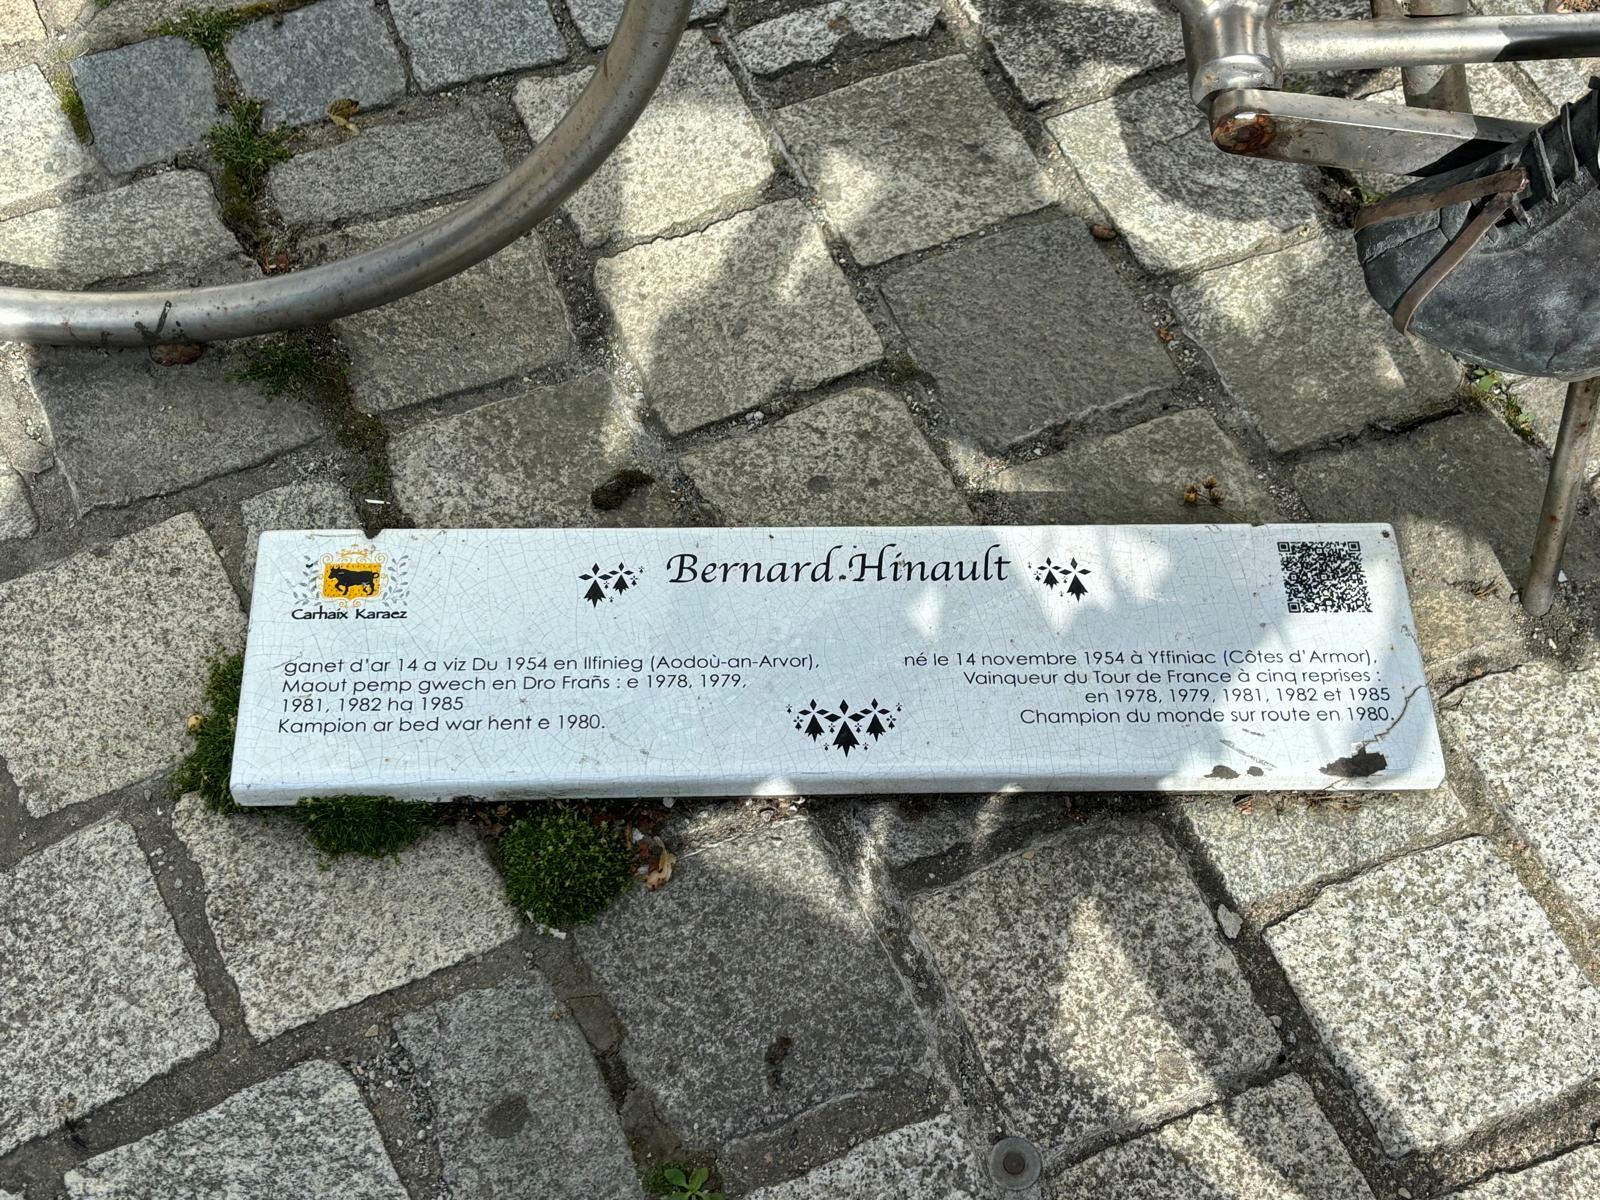 Bernard Hinault
Carhaix Karaez
ganet d'ar 14 a viz Du 1954 en Ilfinieg (Aodoù-an-Arvor),
Maout pemp gwech en Dro Frañs : e 1978, 1979,
1981, 1982 ha 1985
Kampion ar bed war hent e 1980.
né le 14 novembre 1954 à Yffiniac (Côtes d'Armor),
Vainqueur du Tour de France à cinq reprises :
en 1978, 1979, 1981, 1982 et 1985
Champion du monde sur route en 1980.